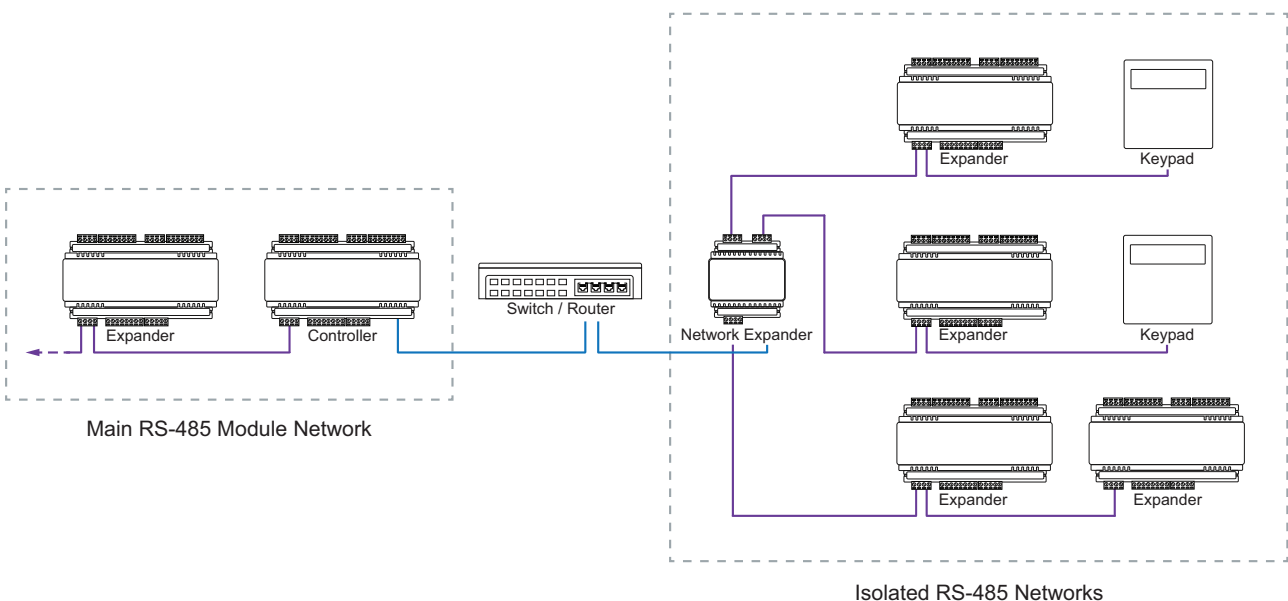 Expander
Keypad
Expander
Controller
Switch / Router
Network Expander
Expander
Keypad
Main RS-485 Module Network
Expander
Expander
Isolated RS-485 Networks